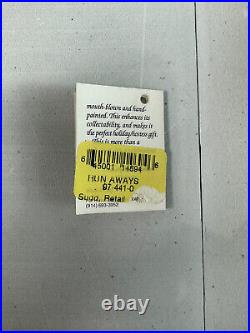 mouth-blown and hand-
painted. This enhances its
collectability, and makes it
the perfect holiday/hostess gift.
This is more than a
RUN AWAYS
97-441-0
Sugg. Retail